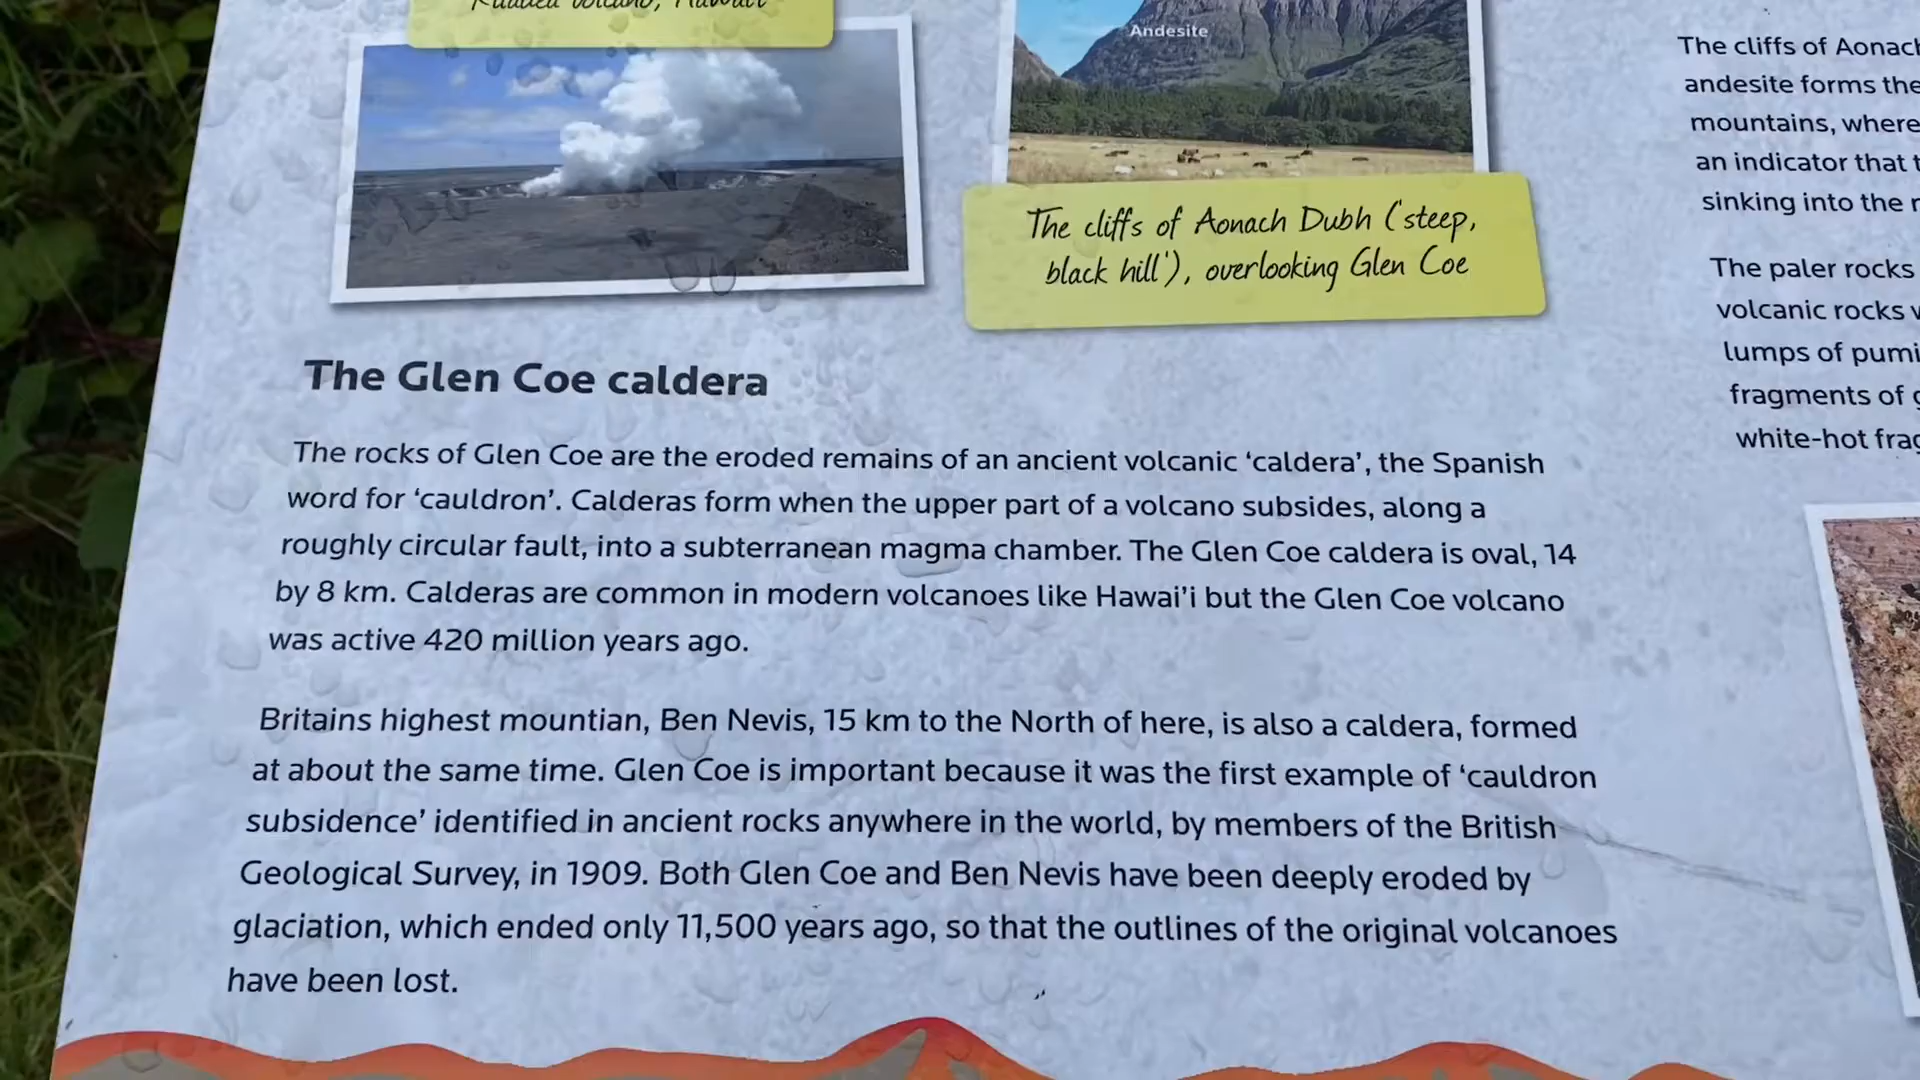 Kilauea volcano, Hawaii
Andesite
The cliffs of Aonach Dubh ('steep,
black hill'), overlooking Glen Coe
The Glen Coe caldera
The rocks of Glen Coe are the eroded remains of an ancient volcanic ‘caldera’, the Spanish
word for ‘cauldron’. Calderas form when the upper part of a volcano subsides, along a
roughly circular fault, into a subterranean magma chamber. The Glen Coe caldera is oval, 14
by 8 km. Calderas are common in modern volcanoes like Hawai’i but the Glen Coe volcano
was active 420 million years ago.
Britains highest mountian, Ben Nevis, 15 km to the North of here, is also a caldera, formed
at about the same time. Glen Coe is important because it was the first example of ‘cauldron
subsidence’ identified in ancient rocks anywhere in the world, by members of the British
Geological Survey, in 1909. Both Glen Coe and Ben Nevis have been deeply eroded by
glaciation, which ended only 11,500 years ago, so that the outlines of the original volcanoes
have been lost.
The cliffs of Aonach
andesite forms the
mountains, where
an indicator that
sinking into the
The paler rocks
volcanic rocks
lumps of
fragments of
white-hot